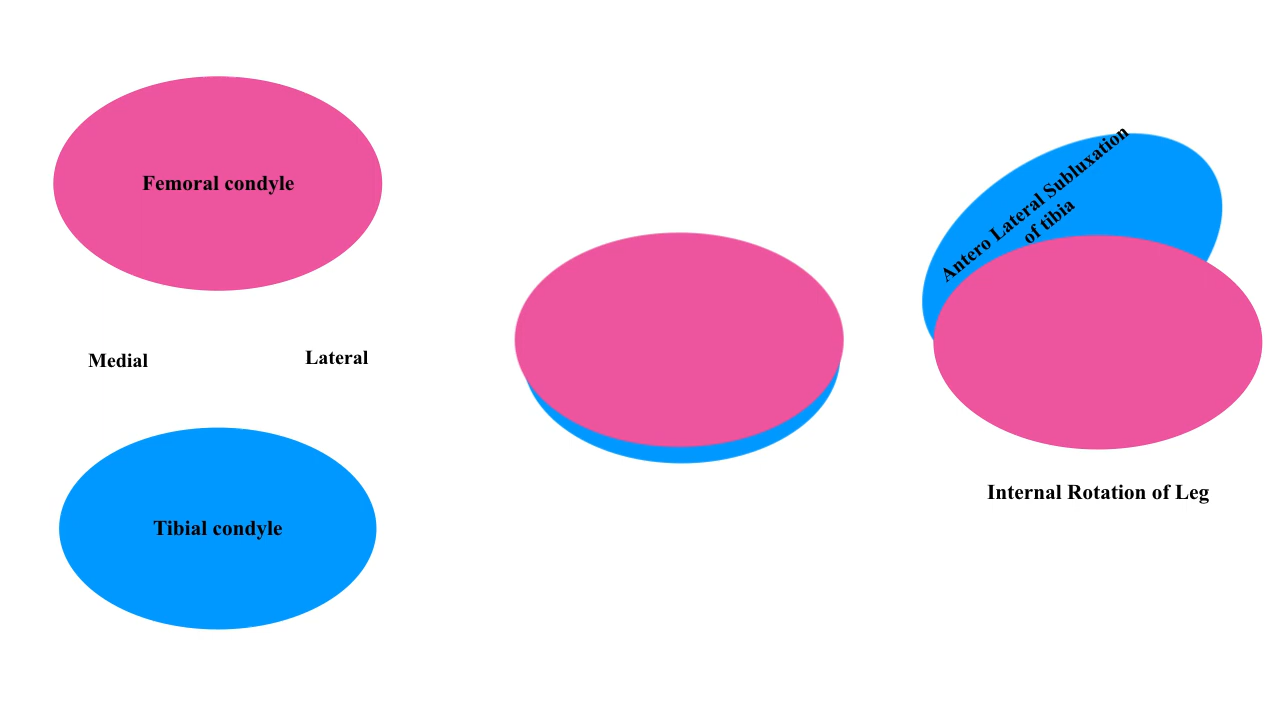 Femoral condyle
Medial
Lateral
Tibial condyle
Antero Lateral Subluxation
of tibia
Internal Rotation of Leg